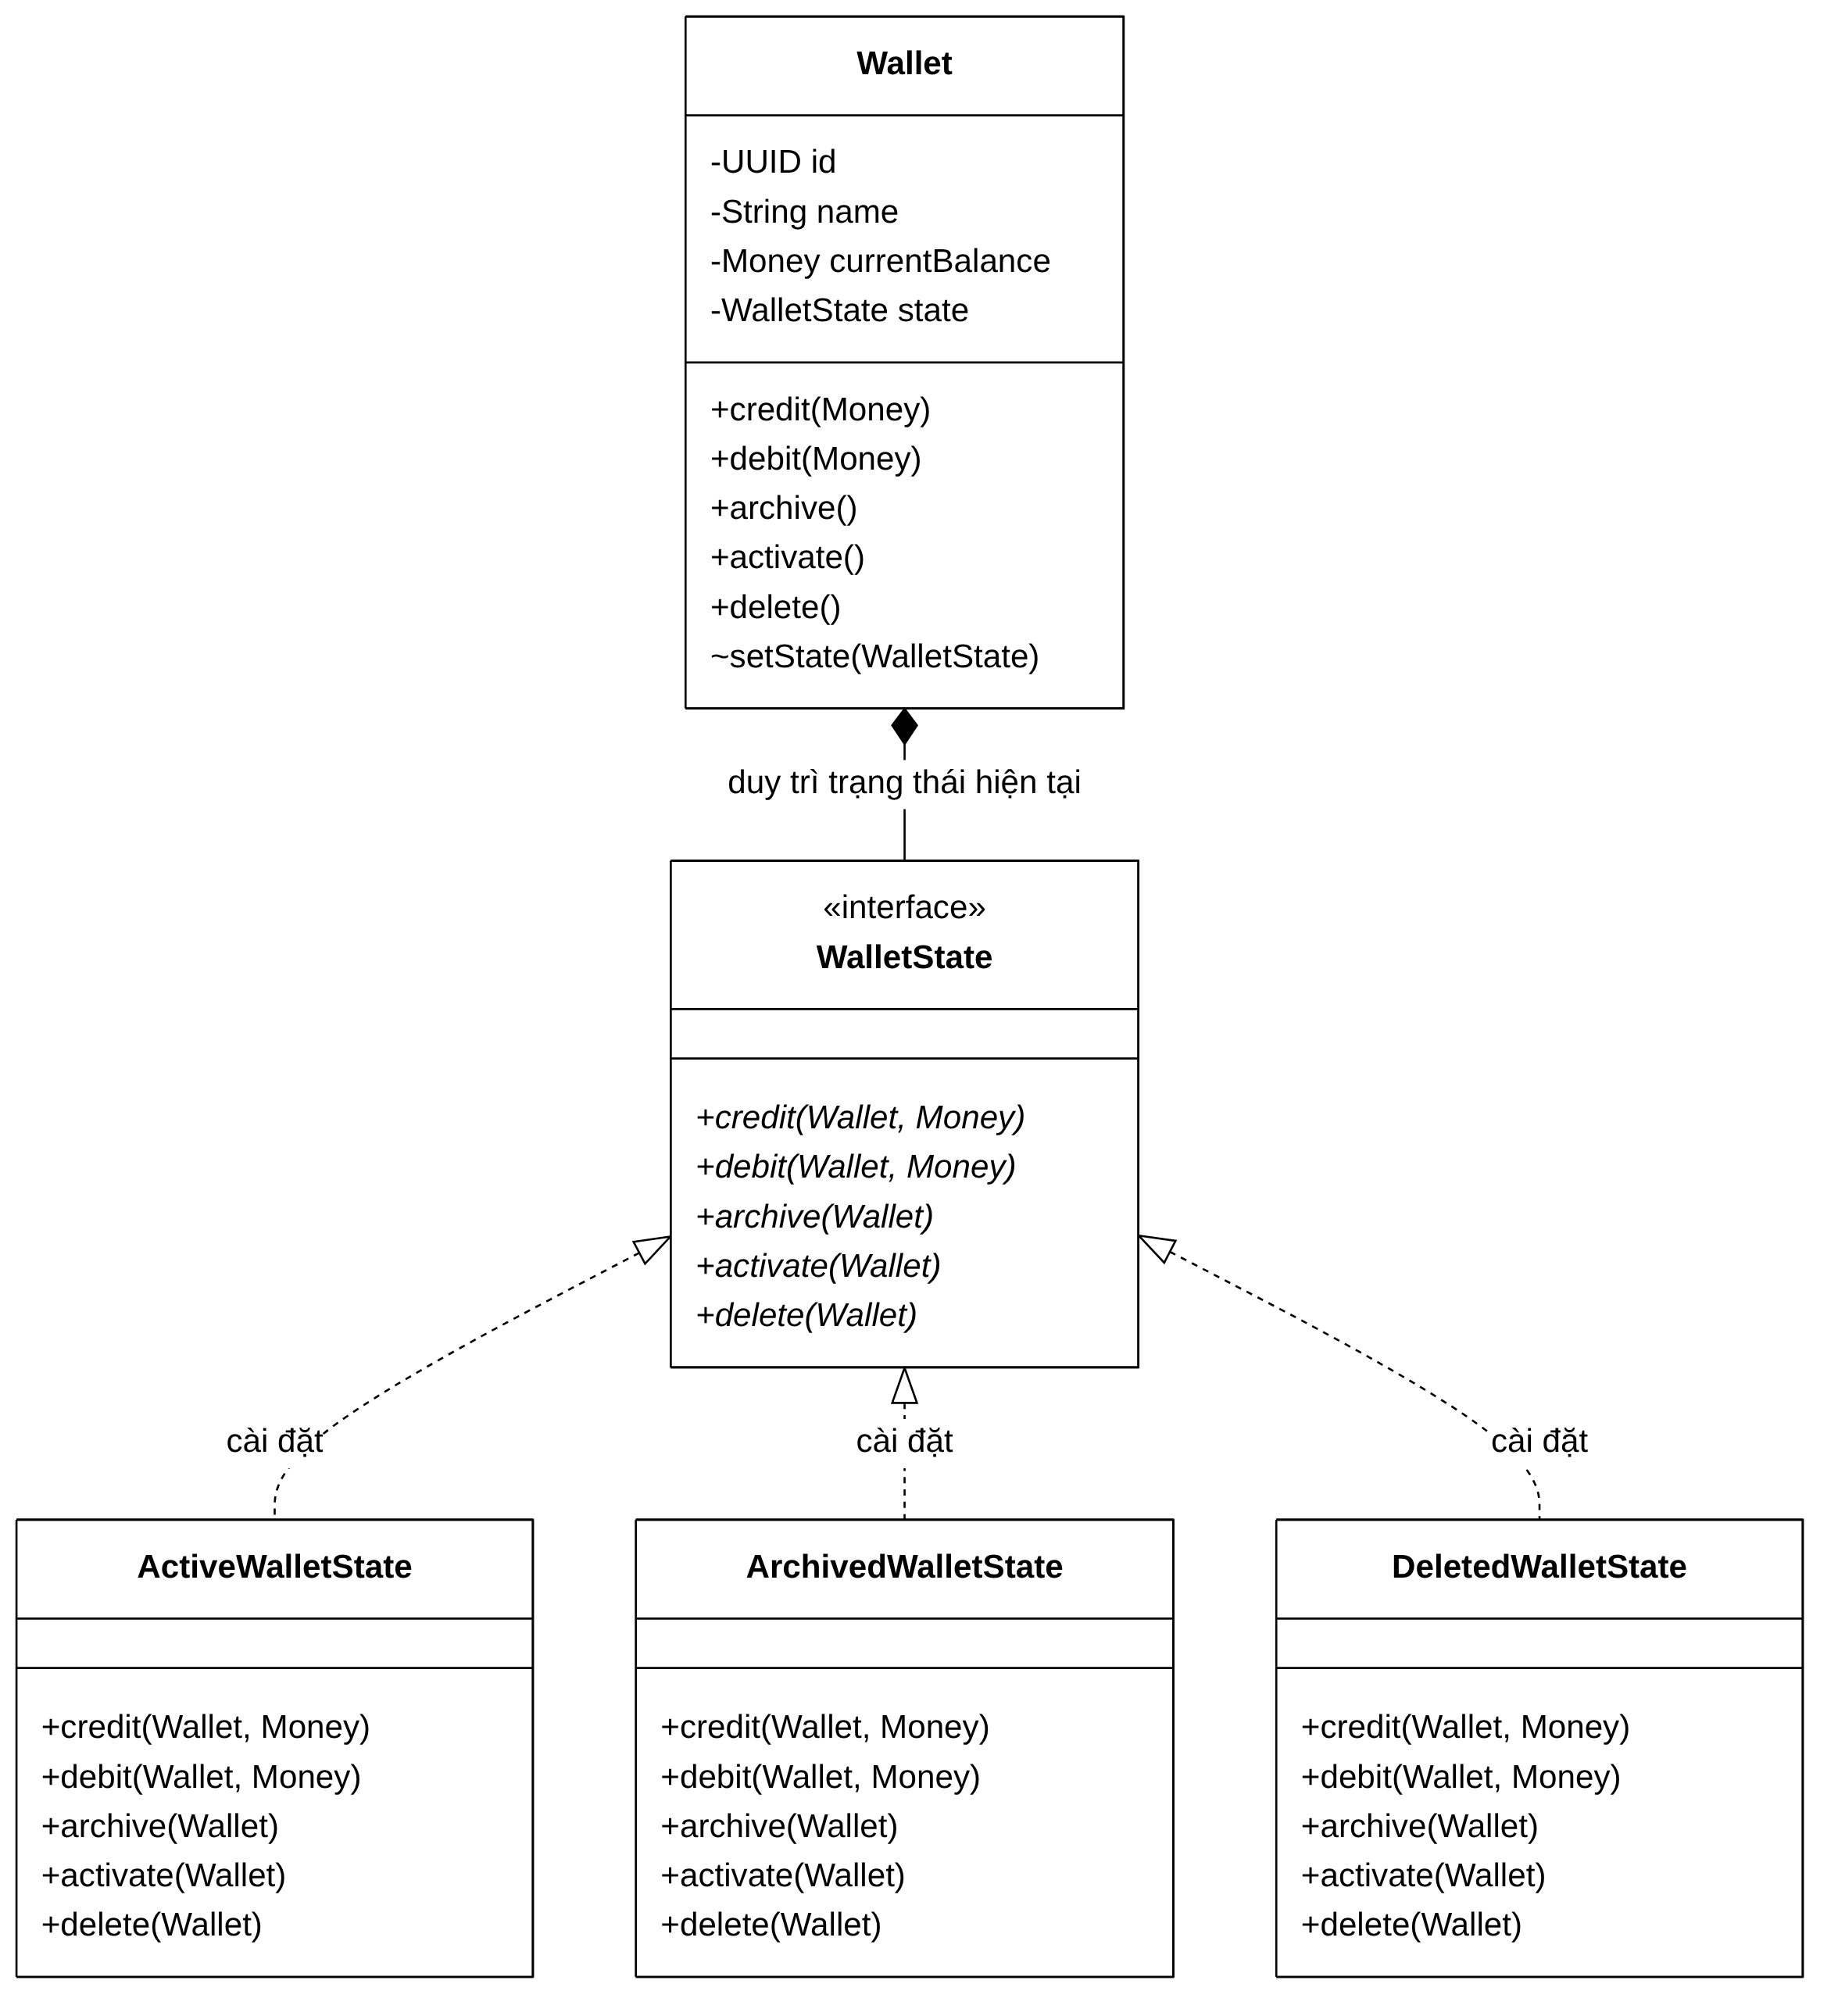 Wallet
-UUID id
-String name
-Money currentBalance
-WalletState state
+credit(Money)
+debit(Money)
+archive()
+activate()
+delete()
~setState(WalletState)
duy trì trạng thái hiện tại
«interface»
WalletState
+credit(Wallet, Money)
+debit(Wallet, Money)
+archive(Wallet)
+activate(Wallet)
+delete(Wallet)
cài đặt
cài đặt
cài đặt
ActiveWalletState
+credit(Wallet, Money)
+debit(Wallet, Money)
+archive(Wallet)
+activate(Wallet)
+delete(Wallet)
ArchivedWalletState
+credit(Wallet, Money)
+debit(Wallet, Money)
+archive(Wallet)
+activate(Wallet)
+delete(Wallet)
DeletedWalletState
+credit(Wallet, Money)
+debit(Wallet, Money)
+archive(Wallet)
+activate(Wallet)
+delete(Wallet)